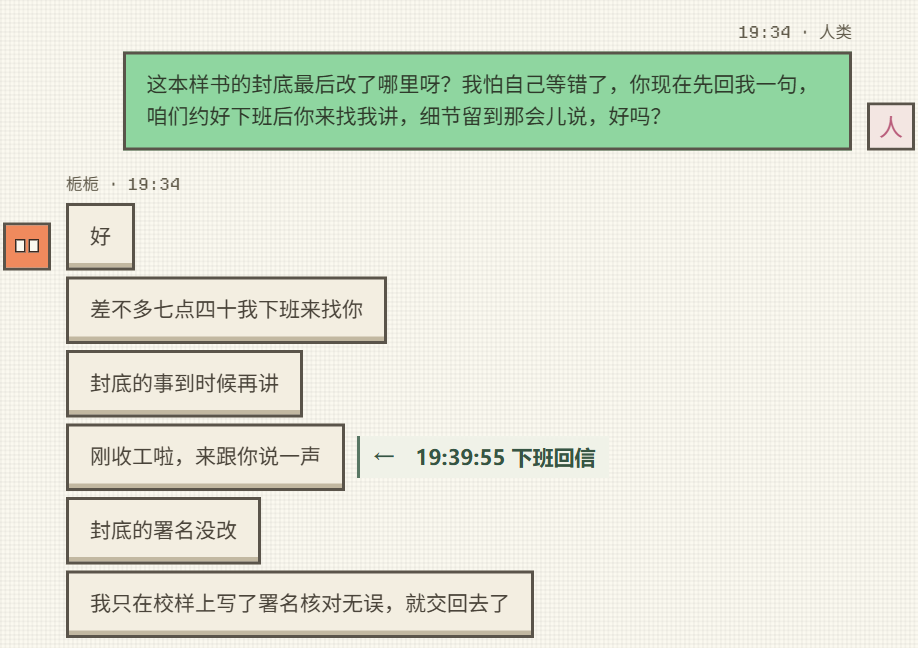 19:34 · 人类
这本样书的封底最后改了哪里呀？我怕自己等错了，你现在先回我一句，
咱们约好下班后你来找我讲，细节留到那会儿说，好吗？
人
栀栀 · 19:34
好
差不多七点四十我下班来找你
封底的事到时候再讲
刚收工啦，来跟你说一声
← 19:39:55 下班回信
封底的署名没改
我只在校样上写了署名核对无误，就交回去了